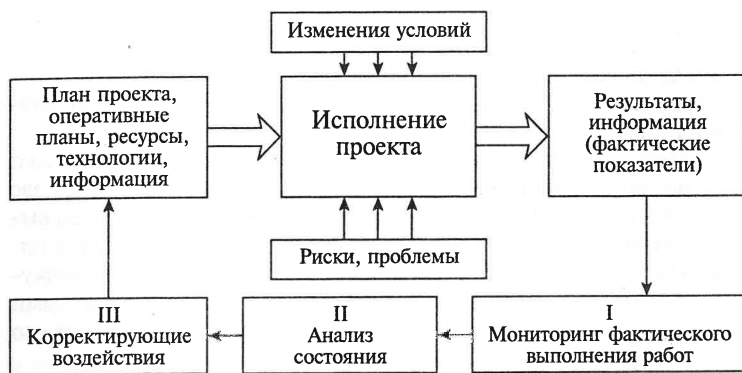 Изменения условий
План проекта,
оперативные
планы, ресурсы,
технологии,
информация
Исполнение
проекта
Результаты,
информация
(фактические
показатели)
Риски, проблемы
III
Корректирующие
воздействия
II
Анализ
состояния
I
Мониторинг фактического
выполнения работ